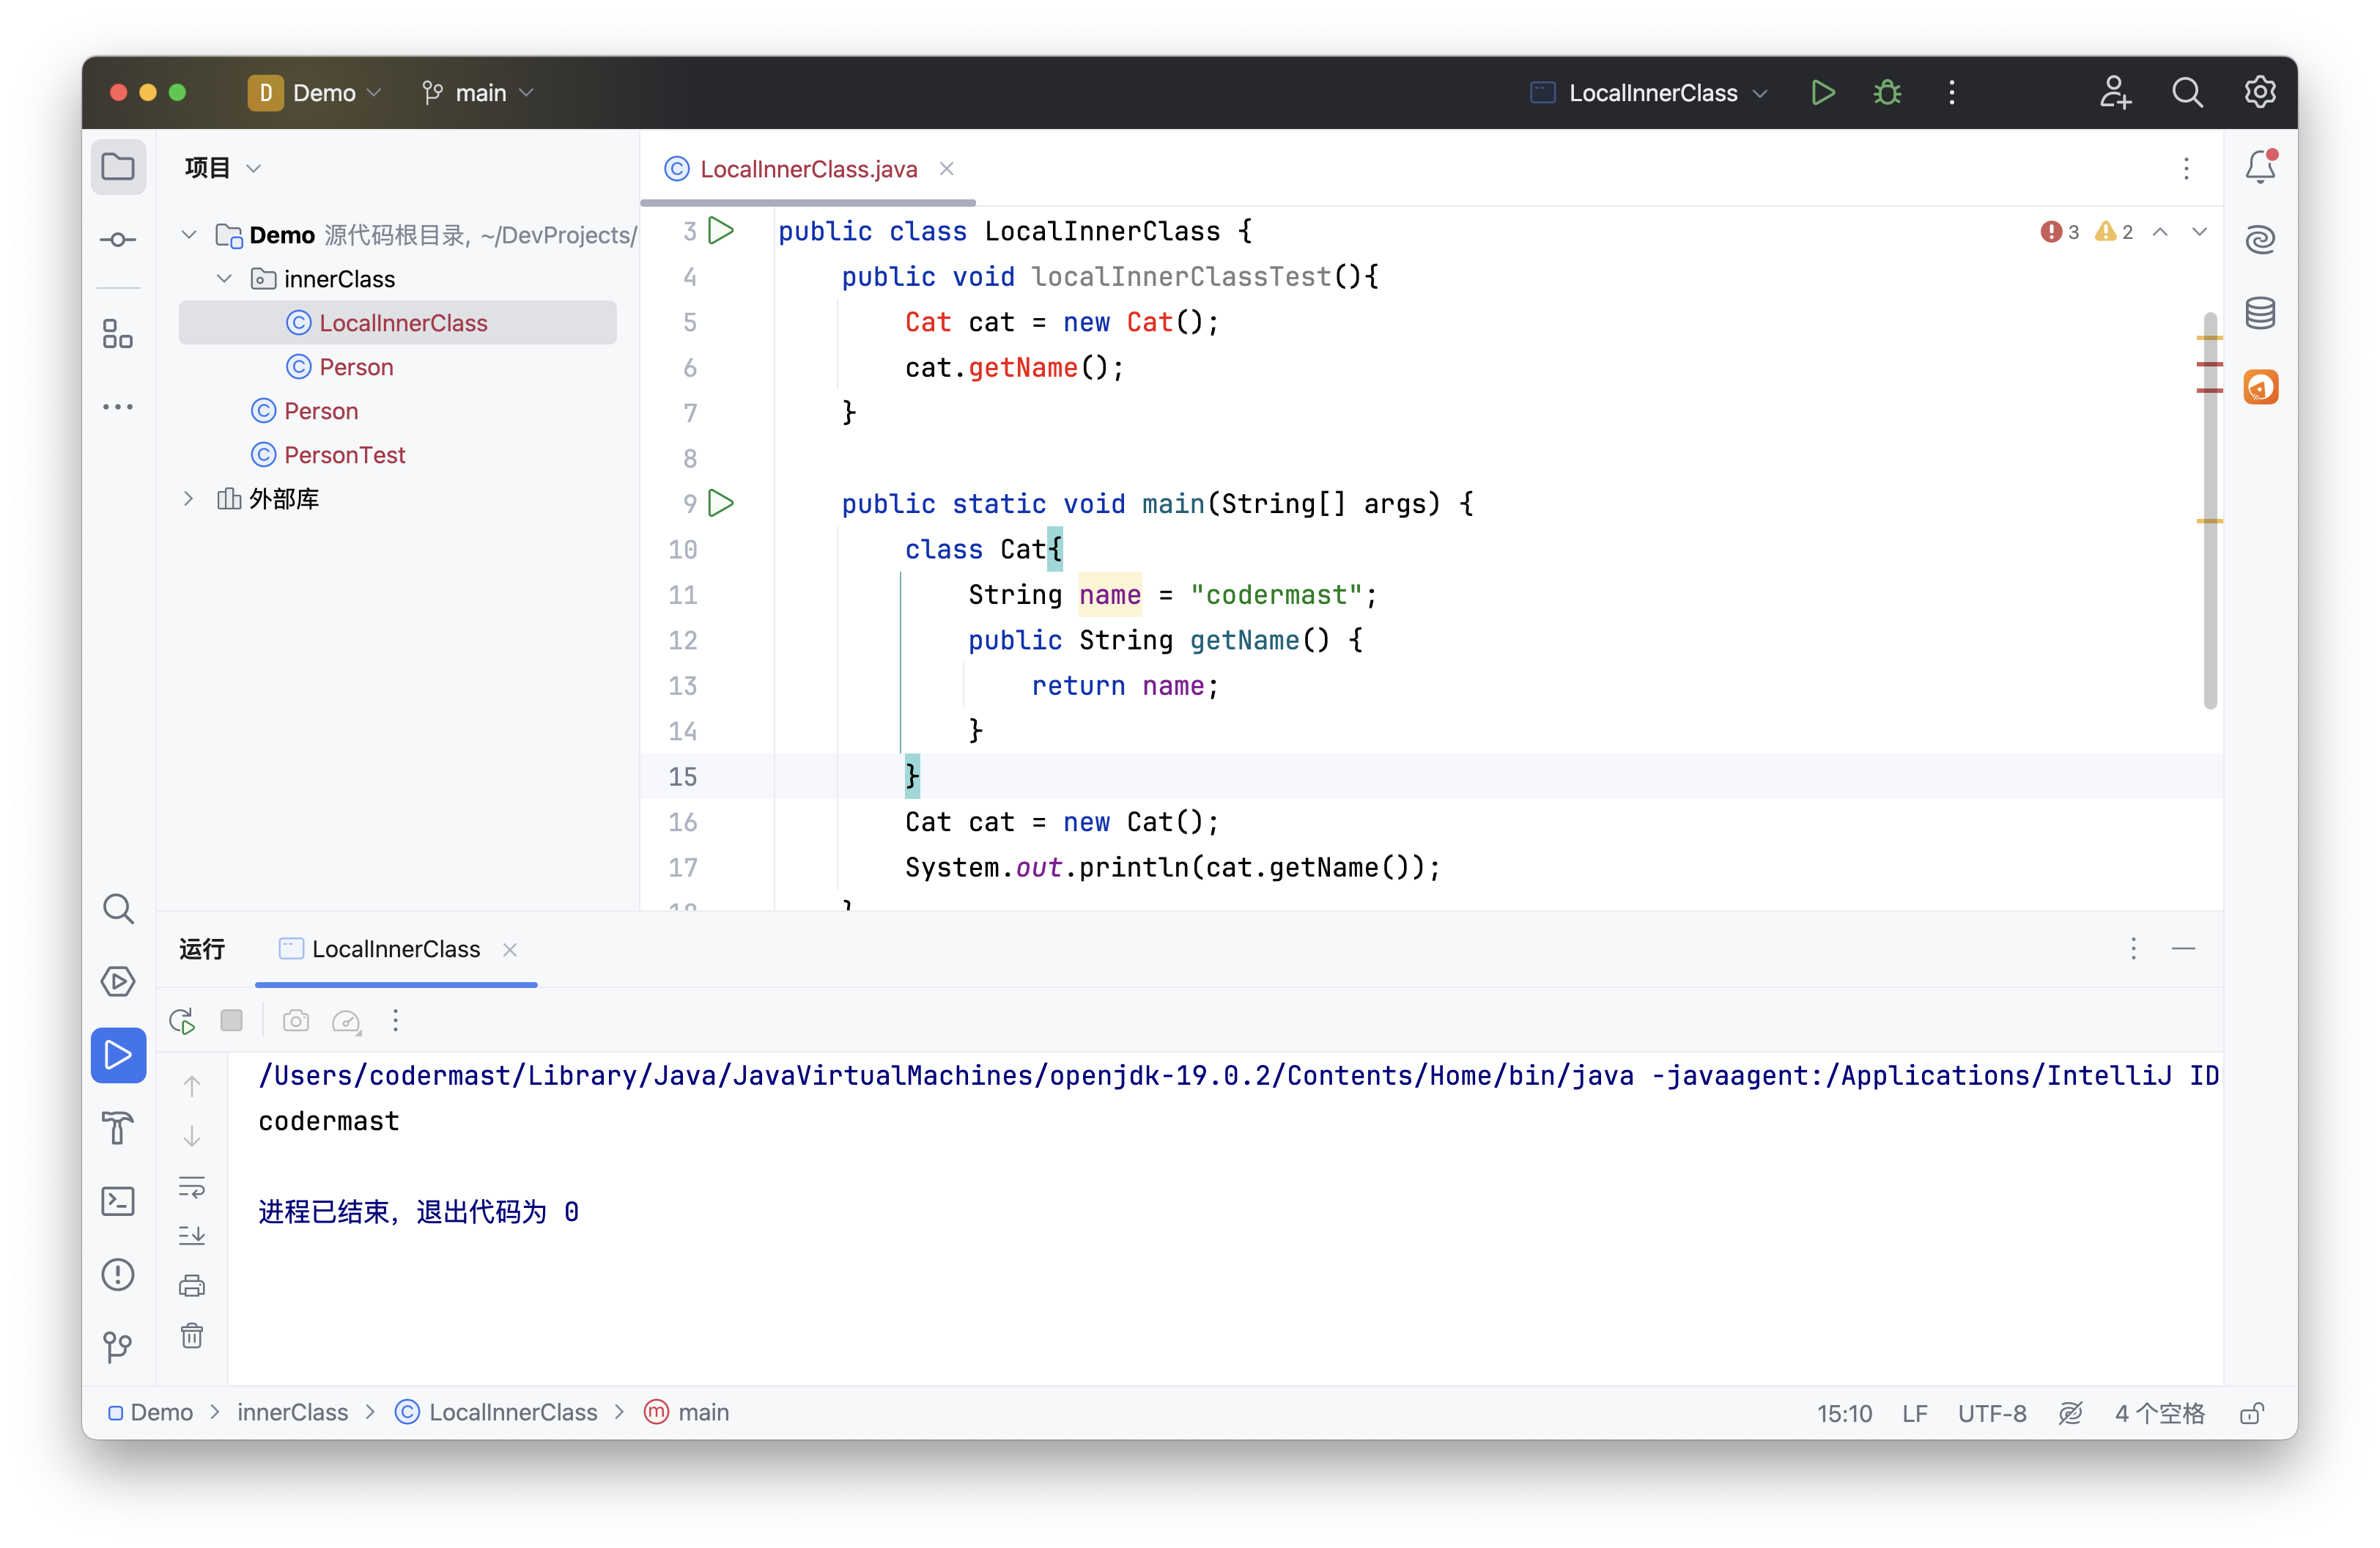 D Demo main LocalInnerClass
项目
Demo 源代码根目录, ~/DevProjects/
innerClass
LocalInnerClass
Person
Person
PersonTest
外部库
LocalInnerClass.java
3 2
3 public class LocalInnerClass {
4 public void localInnerClassTest(){
5 Cat cat = new Cat();
6 cat.getName();
7 }
8
9 public static void main(String[] args) {
10 class Cat{
11 String name = "codermast";
12 public String getName() {
13 return name;
14 }
15 }
16 Cat cat = new Cat();
17 System.out.println(cat.getName());
运行 LocalInnerClass
/Users/codermast/Library/Java/JavaVirtualMachines/openjdk-19.0.2/Contents/Home/bin/java -javaagent:/Applications/IntelliJ ID
codermast
进程已结束，退出代码为 0
Demo > innerClass > LocalInnerClass > main 15:10 LF UTF-8 4 个空格